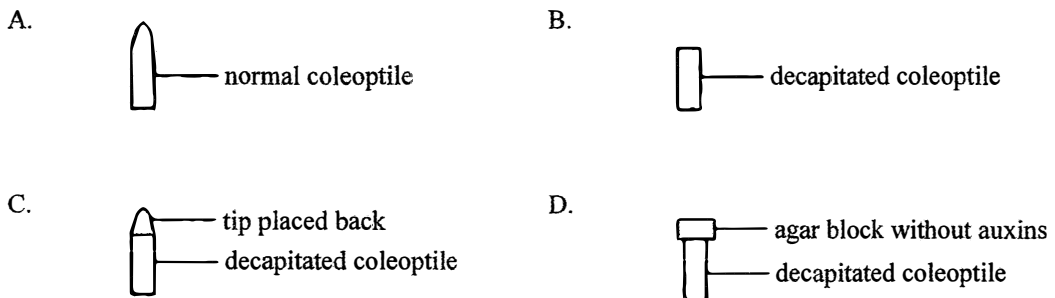 A.
normal coleoptile
B.
decapitated coleoptile
C.
tip placed back
decapitated coleoptile
D.
agar block without auxins
decapitated coleoptile